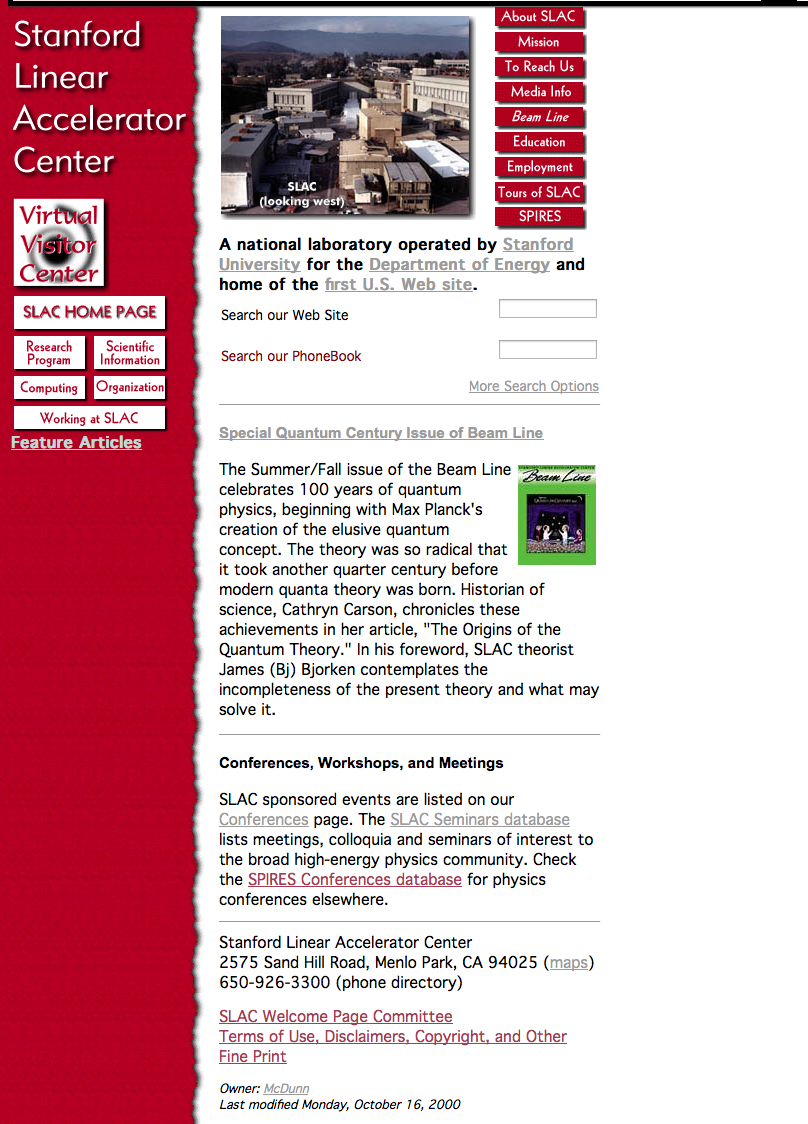 Stanford
Linear
Accelerator
Center
Virtual
Visitor
Center
SLAC HOME PAGE
Research
Program
Scientific
Information
Computing
Organization
Working at SLAC
Feature Articles
SLAC
(looking west)
About SLAC
Mission
To Reach Us
Media Info
Beam Line
Education
Employment
Tours of SLAC
SPIRES
A national laboratory operated by Stanford
University for the Department of Energy and
home of the first U.S. Web site.
Search our Web Site
Search our PhoneBook
More Search Options
Special Quantum Century Issue of Beam Line
The Summer/Fall issue of the Beam Line
celebrates 100 years of quantum
physics, beginning with Max Planck's
creation of the elusive quantum
concept. The theory was so radical that
it took another quarter century before
modern quanta theory was born. Historian of
science, Cathryn Carson, chronicles these
achievements in her article, "The Origins of the
Quantum Theory." In his foreword, SLAC theorist
James (Bj) Bjorken contemplates the
incompleteness of the present theory and what may
solve it.
Beam Line
Conferences, Workshops, and Meetings
SLAC sponsored events are listed on our
Conferences page. The SLAC Seminars database
lists meetings, colloquia and seminars of interest to
the broad high-energy physics community. Check
the SPIRES Conferences database for physics
conferences elsewhere.
Stanford Linear Accelerator Center
2575 Sand Hill Road, Menlo Park, CA 94025 (maps)
650-926-3300 (phone directory)
SLAC Welcome Page Committee
Terms of Use, Disclaimers, Copyright, and Other
Fine Print
Owner: McDunn
Last modified Monday, October 16, 2000